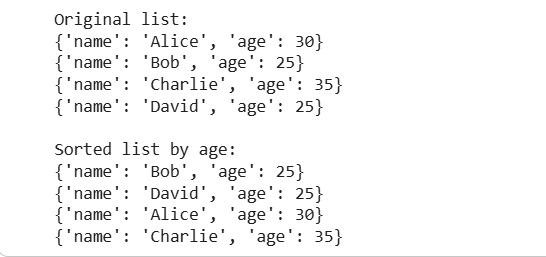 Original list:
{'name': 'Alice', 'age': 30}
{'name': 'Bob', 'age': 25}
{'name': 'Charlie', 'age': 35}
{'name': 'David', 'age': 25}

Sorted list by age:
{'name': 'Bob', 'age': 25}
{'name': 'David', 'age': 25}
{'name': 'Alice', 'age': 30}
{'name': 'Charlie', 'age': 35}